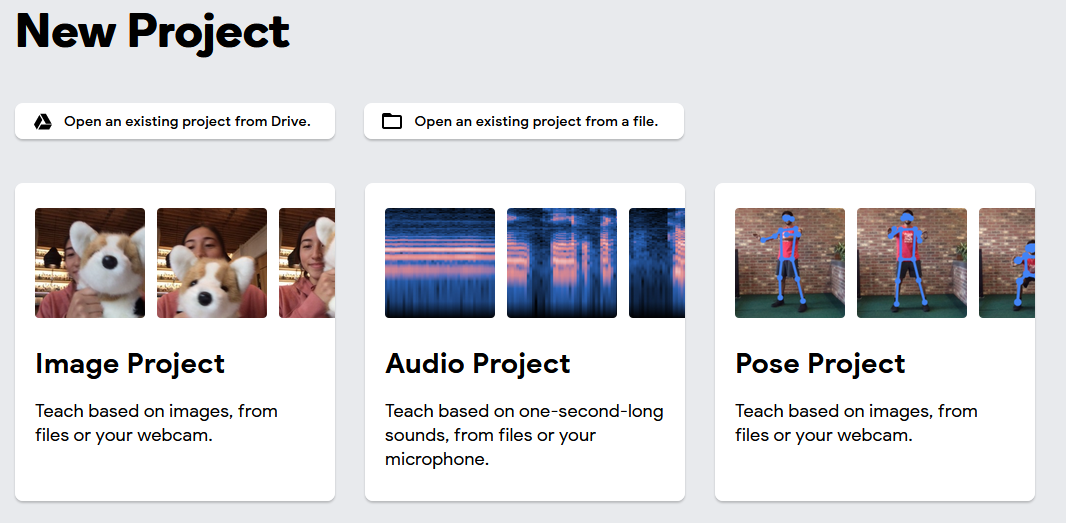 New Project
Open an existing project from Drive.
Open an existing project from a file.
Image Project
Teach based on images, from
files or your webcam.
Audio Project
Teach based on one-second-long
sounds, from files or your
microphone.
Pose Project
Teach based on images, from
files or your webcam.